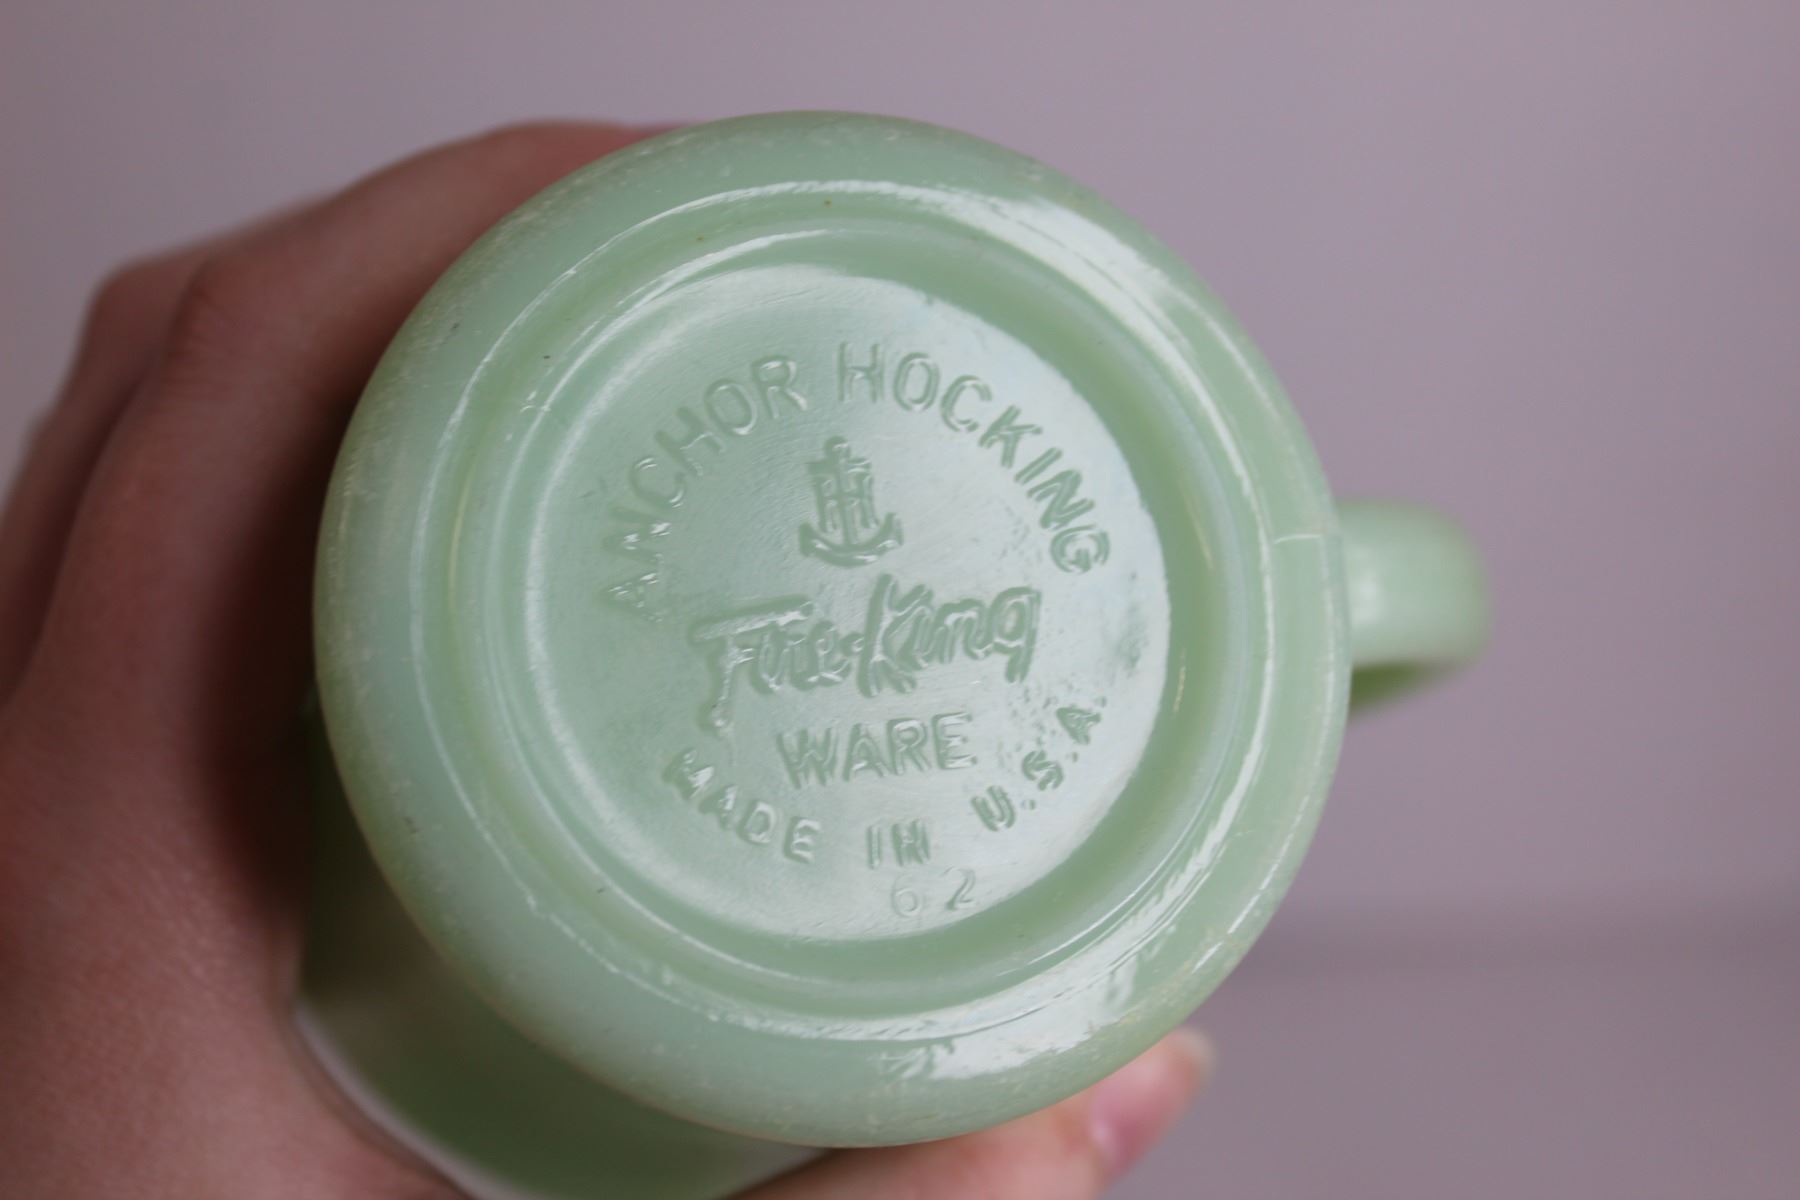 ANCHOR HOCKING
H
Fire-King
WARE
MADE IN U.S.A.
62